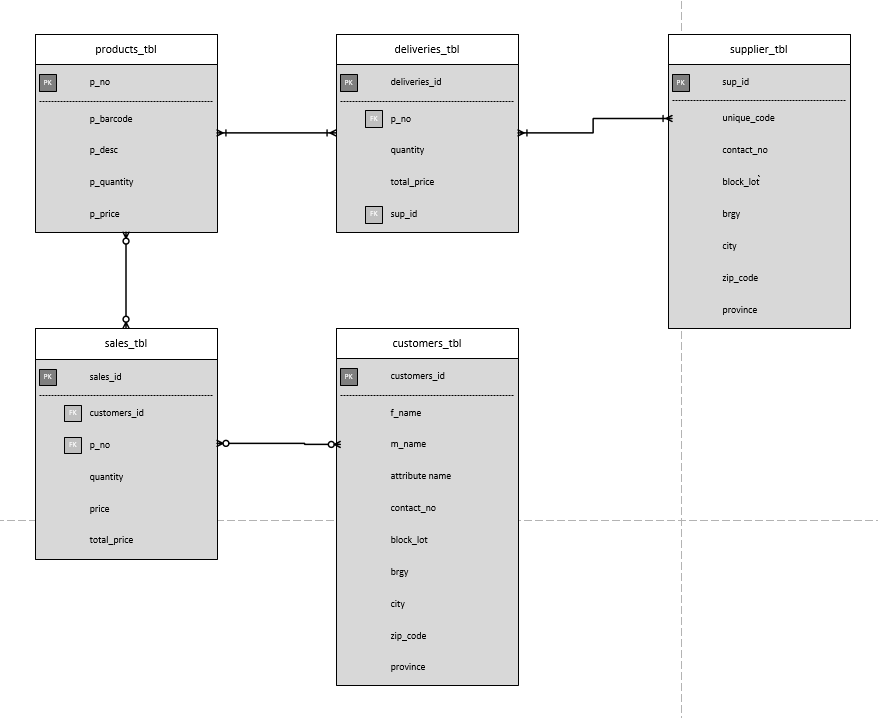 products_tbl
PK p_no
p_barcode
p_desc
p_quantity
p_price
deliveries_tbl
PK deliveries_id
FK p_no
quantity
total_price
FK sup_id
supplier_tbl
PK sup_id
unique_code
contact_no
block_lot`
brgy
city
zip_code
province
sales_tbl
PK sales_id
FK customers_id
FK p_no
quantity
price
total_price
customers_tbl
PK customers_id
f_name
m_name
attribute name
contact_no
block_lot
brgy
city
zip_code
province